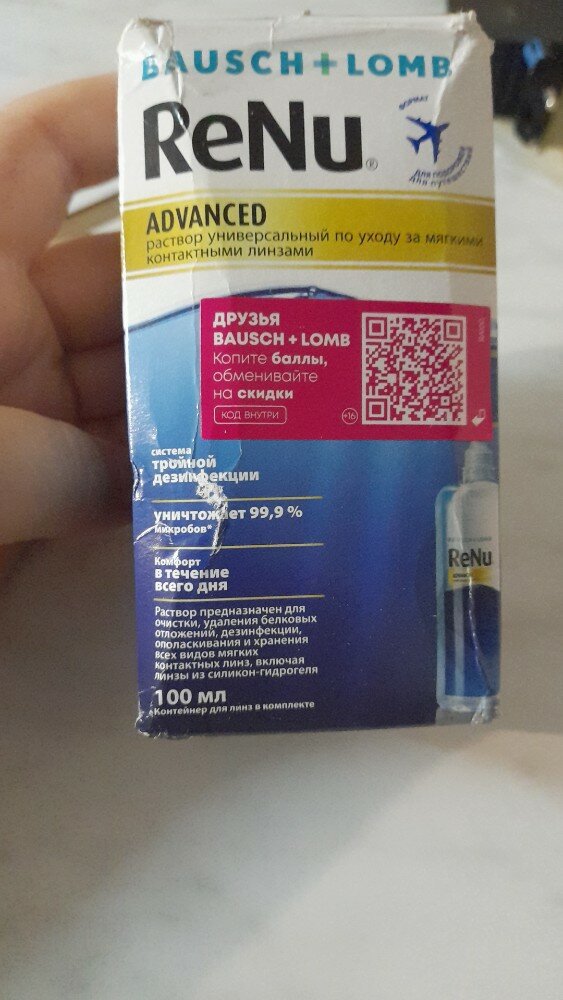 BAUSCH + LOMB
ReNu®
ФОРМАТ
для путешествий
ADVANCED
раствор универсальный по уходу за мягкими
контактными линзами
ДРУЗЬЯ
BAUSCH + LOMB
Копите баллы,
обменивайте
на скидки
КОД ВНУТРИ
+16
система
тройной
дезинфекции
уничтожает 99,9 %
микробов*
Комфорт
в течение
всего дня
Раствор предназначен для
очистки, удаления белковых
отложений, дезинфекции,
ополаскивания и хранения
всех видов мягких
контактных линз, включая
линзы из силикон-гидрогеля
100 мл
Контейнер для линз в комплекте
BAUSCH + LOMB
ReNu